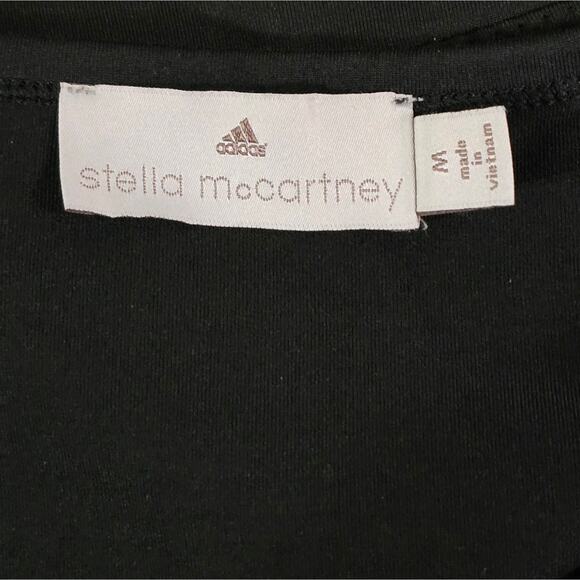 adidas
stella mccartney
M
made
in
vietnam